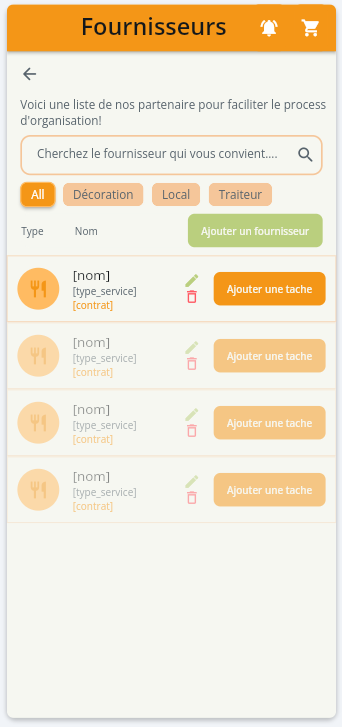 Fournisseurs
Voici une liste de nos partenaire pour faciliter le process
d'organisation!
Cherchez le fournisseur qui vous convient....
All Décoration Local Traiteur
Type Nom Ajouter un fournisseur
[nom]
[type_service]
[contrat]
Ajouter une tache
[nom]
[type_service]
[contrat]
Ajouter une tache
[nom]
[type_service]
[contrat]
Ajouter une tache
[nom]
[type_service]
[contrat]
Ajouter une tache